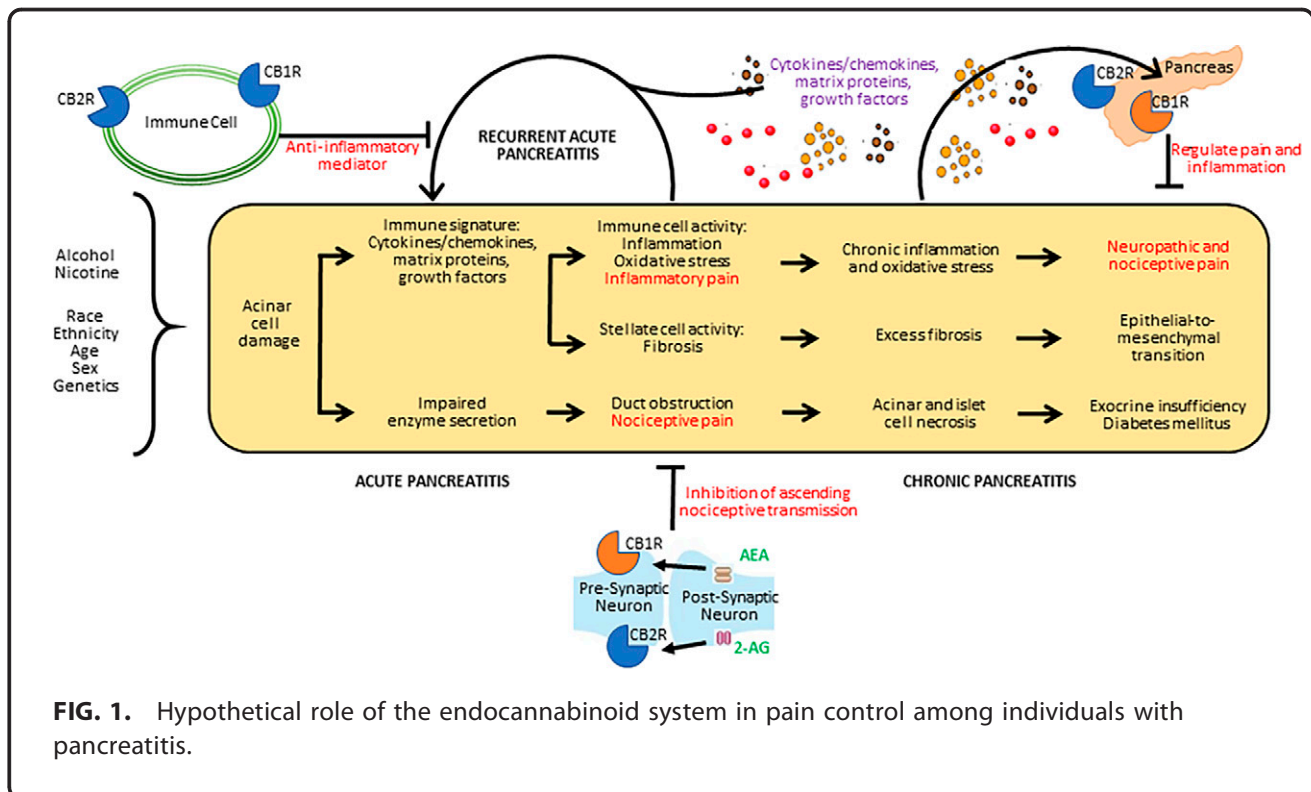 CB1R
CB2R
Immune Cell
Anti-inflammatory
mediator
RECURRENT ACUTE
PANCREATITIS
Cytokines/chemokines,
matrix proteins,
growth factors
CB2R
Pancreas
CB1R
Regulate pain and
inflammation
Alcohol
Nicotine
Race
Ethnicity
Age
Sex
Genetics
Acinar
cell
damage
Immune signature:
Cytokines/chemokines,
matrix proteins,
growth factors
Impaired
enzyme secretion
Immune cell activity:
Inflammation
Oxidative stress
Inflammatory pain
Stellate cell activity:
Fibrosis
Duct obstruction
Nociceptive pain
Chronic inflammation
and oxidative stress
Excess fibrosis
Acinar and islet
cell necrosis
Neuropathic and
nociceptive pain
Epithelial-to-
mesenchymal
transition
Exocrine insufficiency
Diabetes mellitus
ACUTE PANCREATITIS
CHRONIC PANCREATITIS
Inhibition of ascending
nociceptive transmission
CB1R
AEA
Pre-Synaptic
Neuron
Post-Synaptic
Neuron
CB2R
2-AG
FIG. 1. Hypothetical role of the endocannabinoid system in pain control among individuals with
pancreatitis.